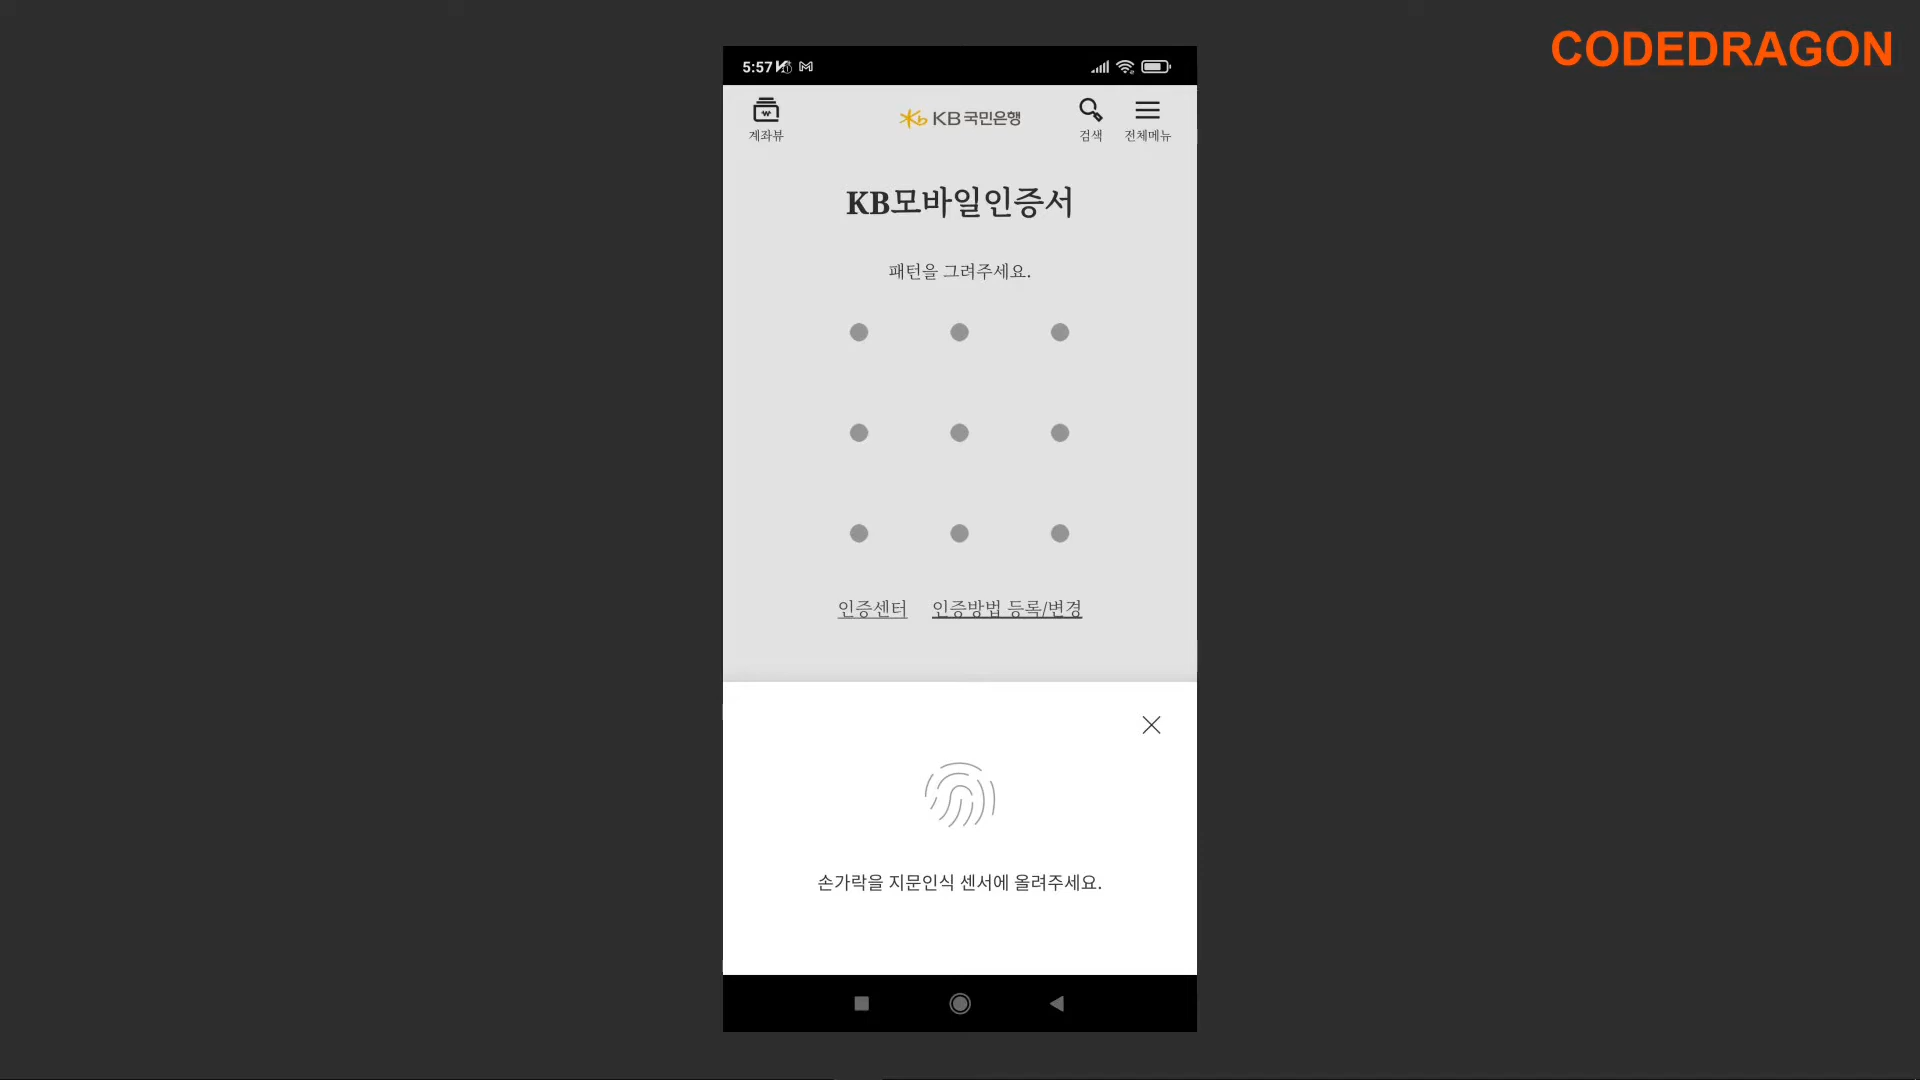 CODEDRAGON
5:57
계좌뷰
KB국민은행
검색
전체메뉴
KB모바일인증서
패턴을 그려주세요.
인증센터 인증방법 등록/변경
손가락을 지문인식 센서에 올려주세요.